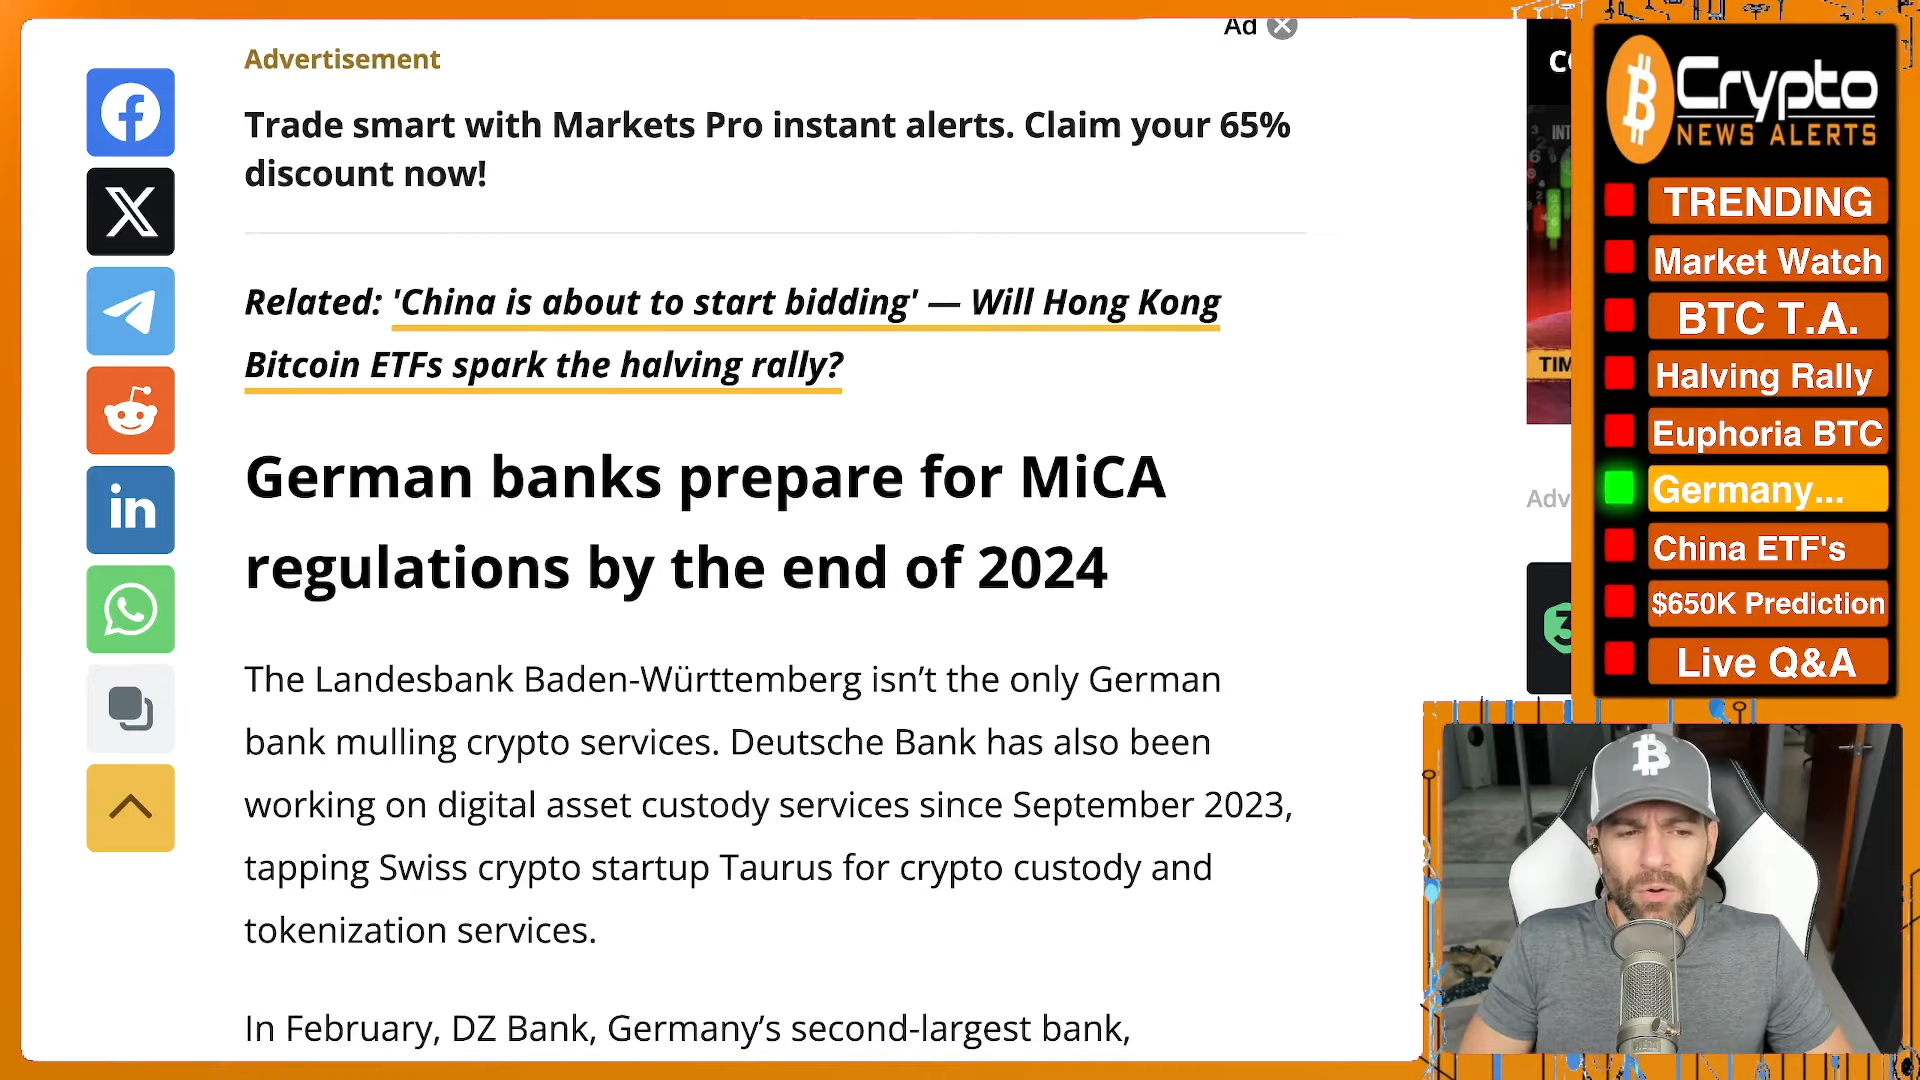 Ad
Advertisement
Trade smart with Markets Pro instant alerts. Claim your 65%
discount now!
Related: 'China is about to start bidding' — Will Hong Kong
Bitcoin ETFs spark the halving rally?
German banks prepare for MiCA
regulations by the end of 2024
The Landesbank Baden-Württemberg isn’t the only German
bank mulling crypto services. Deutsche Bank has also been
working on digital asset custody services since September 2023,
tapping Swiss crypto startup Taurus for crypto custody and
tokenization services.
In February, DZ Bank, Germany’s second-largest bank,
in
INT
TIM
Adv
3
Crypto
NEWS ALERTS
TRENDING
Market Watch
BTC T.A.
Halving Rally
Euphoria BTC
Germany...
China ETF's
$650K Prediction
Live Q&A